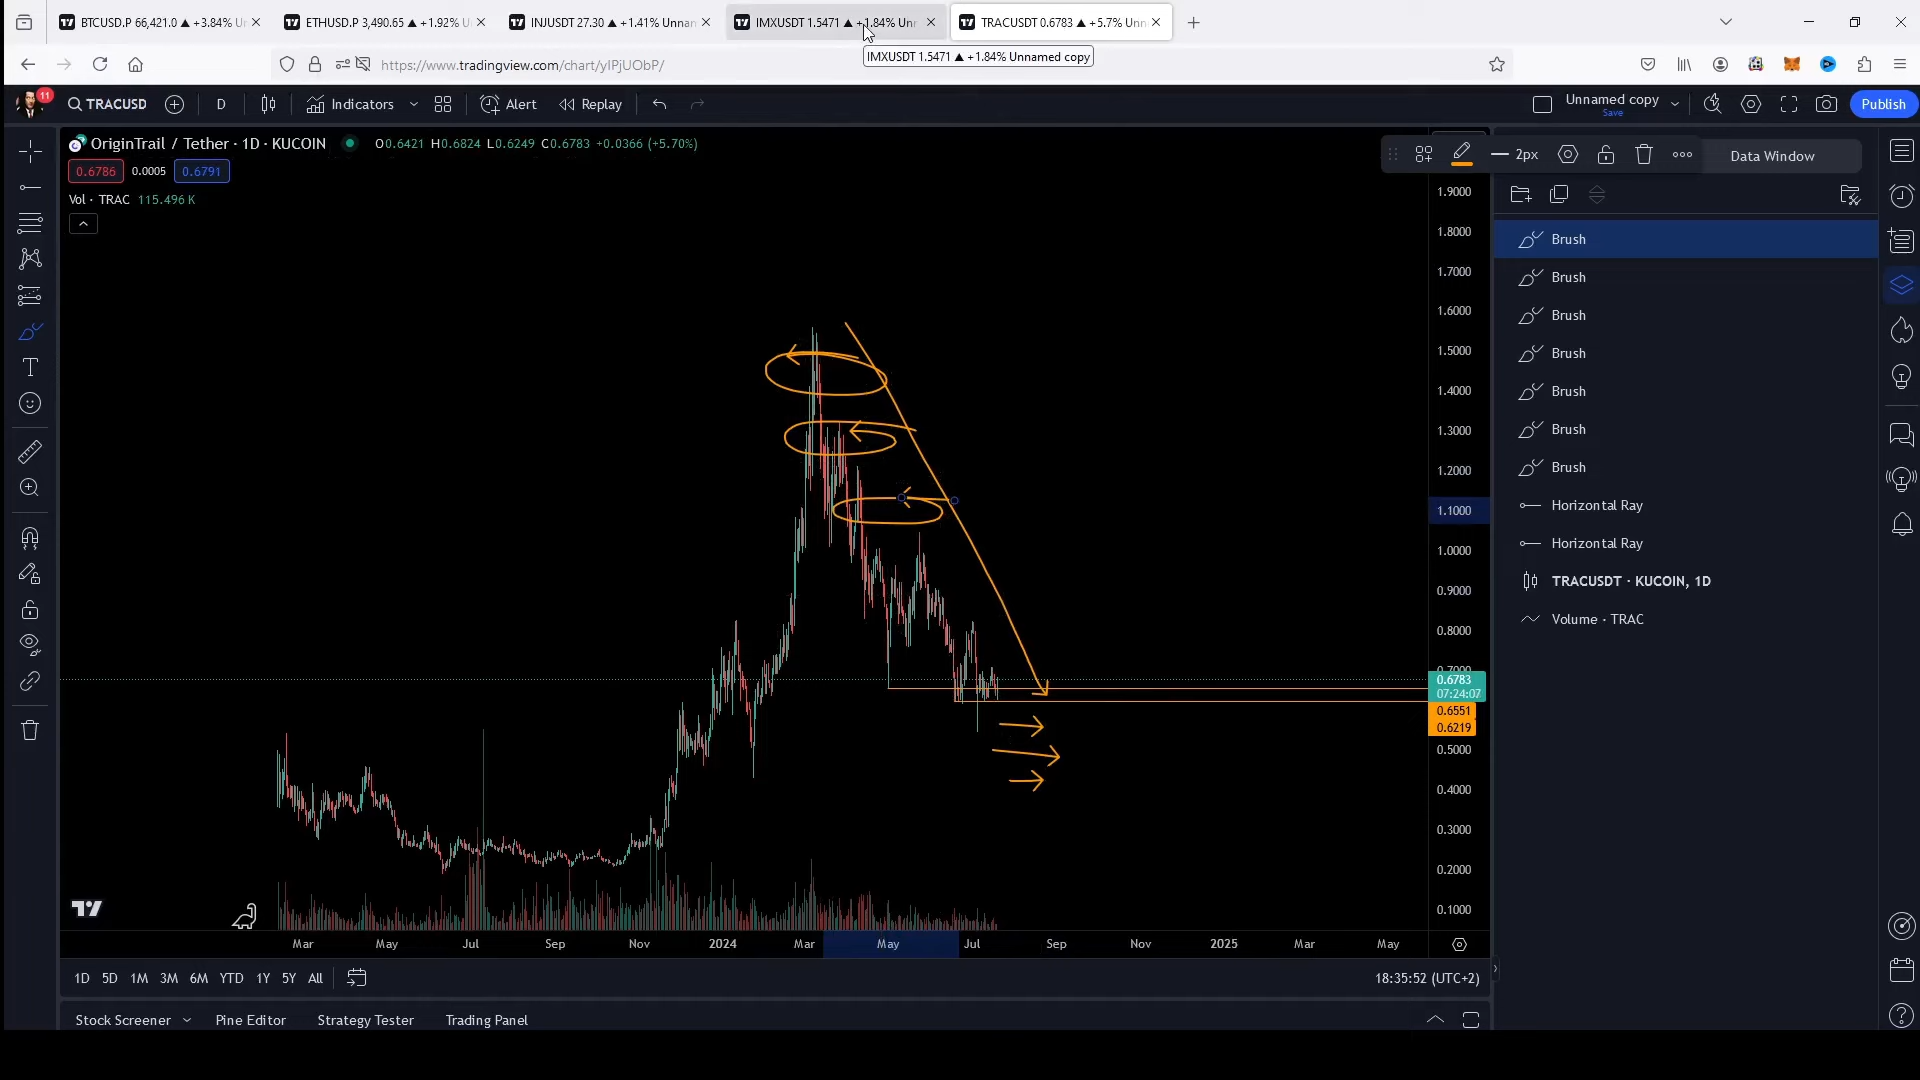 BTCUSD.P 66,421.0 ▲ +3.84% U
ETHUSD.P 3,490.65 ▲ +1.92% U
INJUSDT 27.30 ▲ +1.41% Unnan
IMXUSDT 1.5471 ▲ +1.84% Uni
TRACUSDT 0.6783 ▲ +5.7% Unn
IMXUSDT 1.5471 ▲ +1.84% Unnamed copy
https://www.tradingview.com/chart/yIPjUObP/
11
TRACUSD
D
Indicators
Alert
Replay
Unnamed copy
Save
Publish
OriginTrail / Tether · 1D · KUCOIN
O0.6421 H0.6824 L0.6249 C0.6783 +0.0366 (+5.70%)
0.6786
0.0005
0.6791
Vol · TRAC 115.496 K
2px
Data Window
Brush
Brush
Brush
Brush
Brush
Brush
Brush
Horizontal Ray
Horizontal Ray
TRACUSDT · KUCOIN, 1D
Volume · TRAC
1.9000
1.8000
1.7000
1.6000
1.5000
1.4000
1.3000
1.2000
1.1000
1.0000
0.9000
0.8000
0.7000
0.6783
07:24:07
0.6551
0.6219
0.5000
0.4000
0.3000
0.2000
0.1000
Mar May Jul Sep Nov 2024 Mar May Jul Sep Nov 2025 Mar May
1D 5D 1M 3M 6M YTD 1Y 5Y All
18:35:52 (UTC+2)
Stock Screener
Pine Editor
Strategy Tester
Trading Panel